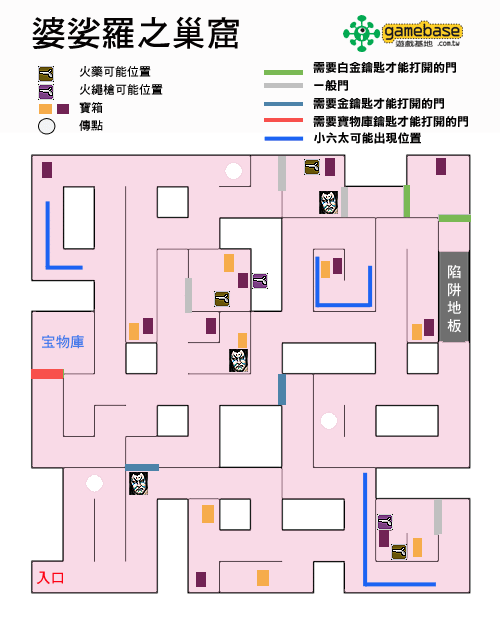 婆娑羅之巢窟
gamebase
遊戲基地 .com.tw
火藥可能位置
火繩槍可能位置
寶箱
傳點
需要白金鑰匙才能打開的門
一般門
需要金鑰匙才能打開的門
需要寶物庫鑰匙才能打開的門
小六太可能出現位置
陷阱地板
宝物庫
入口